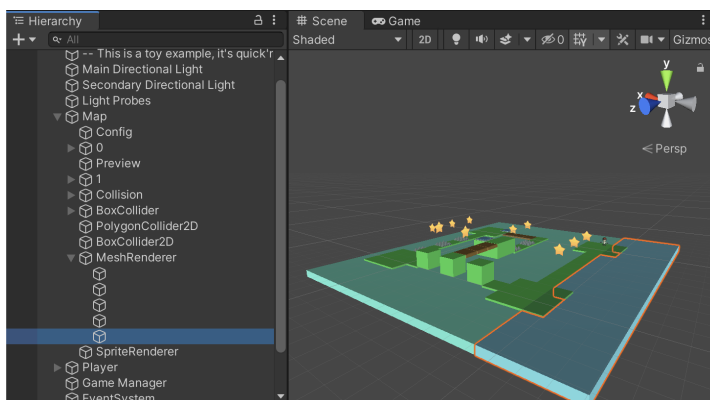 Hierarchy
All
-- This is a toy example, it's quick'r
Main Directional Light
Secondary Directional Light
Light Probes
Map
Config
0
Preview
1
Collision
BoxCollider
PolygonCollider2D
BoxCollider2D
MeshRenderer
SpriteRenderer
Player
Game Manager
EventSystem
Scene
Game
Shaded
2D
0
Gizmos
y
x
z
Persp